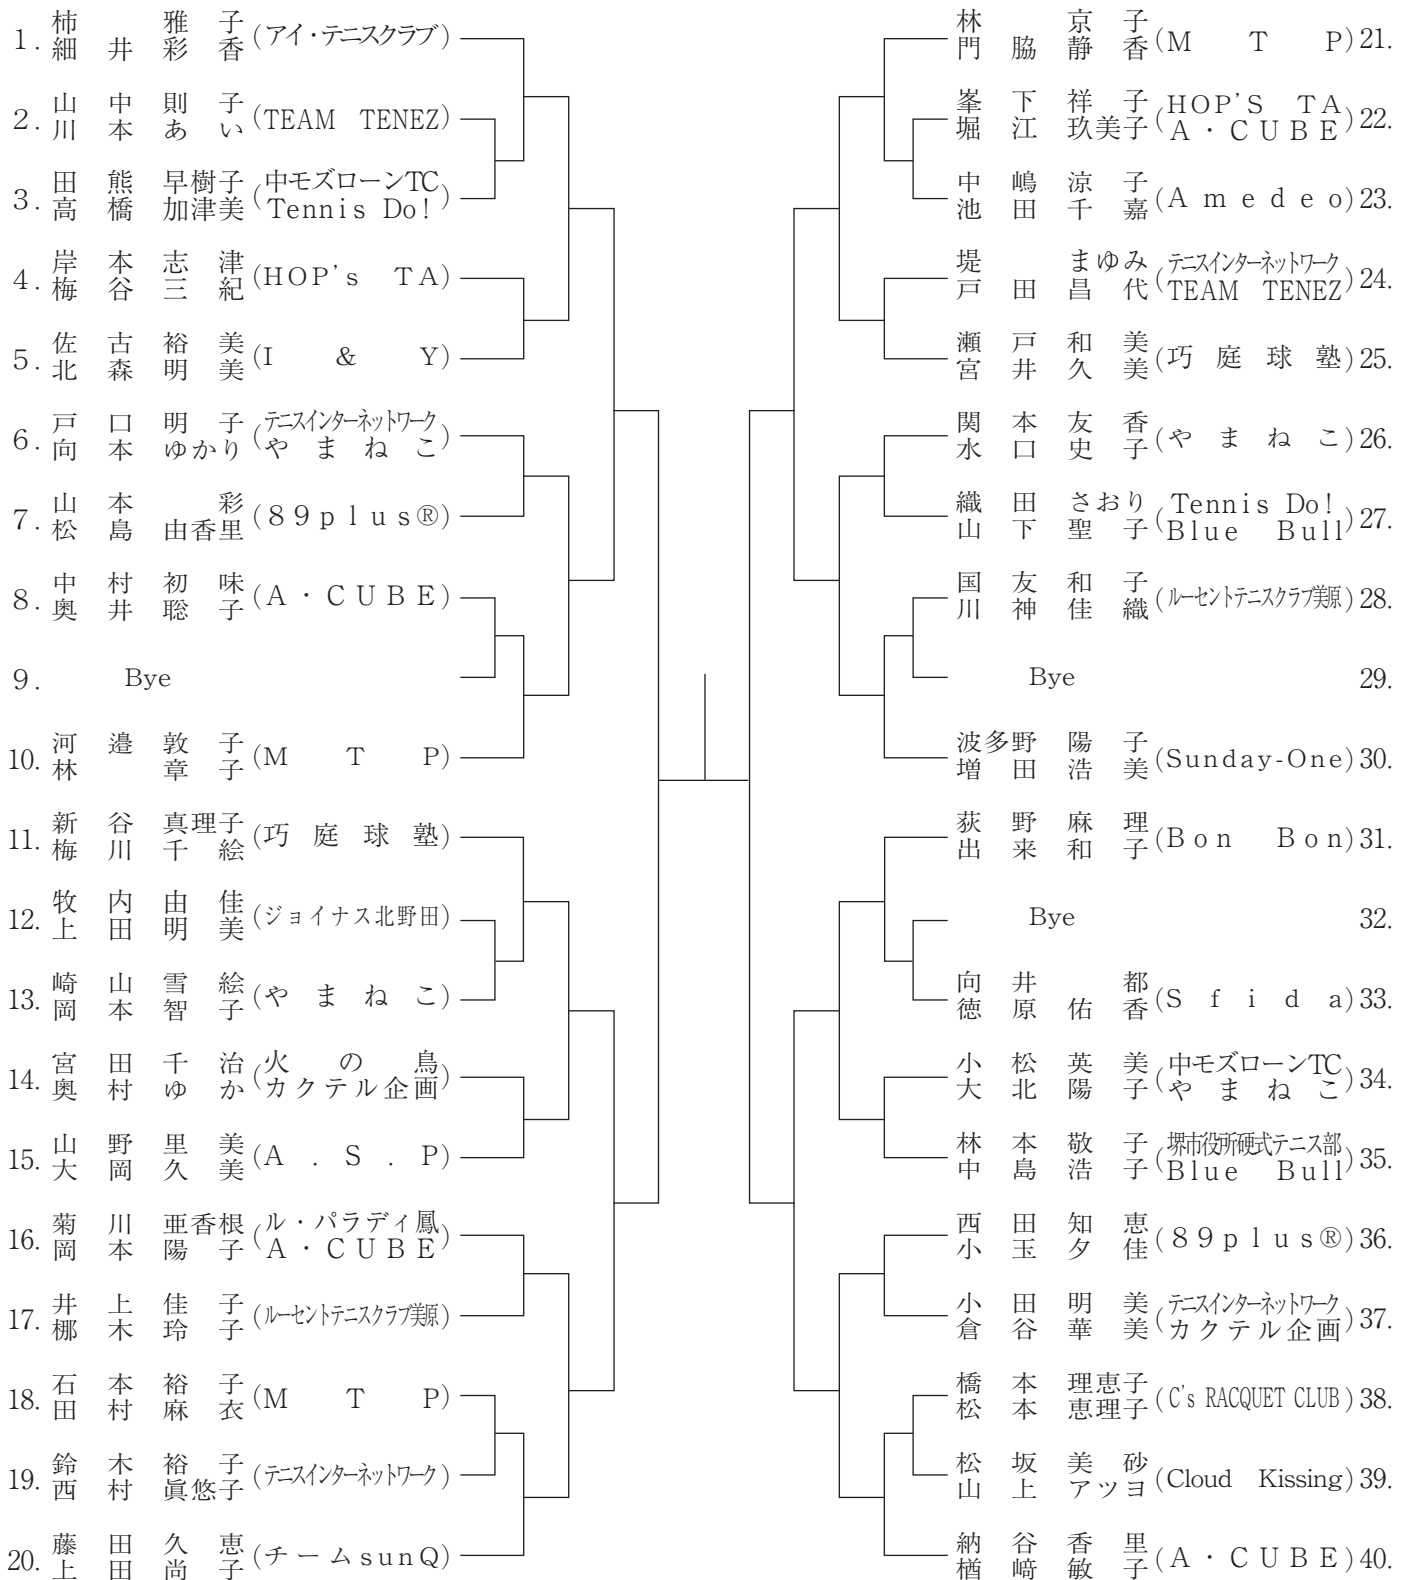 1. 柿 雅 子 (アイ・テニスクラブ)
細 井 彩 香
2. 山 中 則 子 (TEAM TENEZ)
川 本 あ い
3. 田 熊 早樹子 (中モズローンTC
高 橋 加津美 Tennis Do!)
4. 岸 本 志 津 (HOP's TA)
梅 谷 三 紀
5. 佐 古 裕 美 (I & Y)
北 森 明 美
6. 戸 口 明 子 (テニスインターネットワーク
向 本 ゆかり や ま ね こ)
7. 山 本 彩 (89plus®)
松 島 由香里
8. 中 村 初 味 (A・CUBE)
奥 井 聡 子
9. Bye
10. 河 邉 敦 子 (M T P)
林 章 子
11. 新 谷 真理子 (巧 庭 球 塾)
梅 川 千 絵
12. 牧 内 由 佳 (ジョイナス北野田)
上 田 明 美
13. 崎 山 雪 絵 (や ま ね こ)
岡 本 智 子
14. 宮 田 千 治 (火 の 鳥
奥 村 ゆ か カクテル企画)
15. 山 野 里 美 (A . S . P)
大 岡 久 美
16. 菊 川 亜香根 (ル・パラディ鳳
岡 本 陽 子 A・CUBE)
17. 井 上 佳 子 (ルーセントテニスクラブ美原)
梛 木 玲 子
18. 石 本 裕 子 (M T P)
田 村 麻 衣
19. 鈴 木 裕 子 (テニスインターネットワーク)
西 村 眞悠子
20. 藤 田 久 恵 (チームsunQ)
上 田 尚 子
林 京 子 (M T P) 21.
門 脇 静 香
峯 下 祥 子 (HOP'S TA
堀 江 玖美子 A・CUBE) 22.
中 嶋 涼 子 (Amedeo) 23.
池 田 千 嘉
堤 まゆみ (テニスインターネットワーク
戸 田 昌 代 TEAM TENEZ) 24.
瀬 戸 和 美 (巧 庭 球 塾) 25.
宮 井 久 美
関 本 友 香 (や ま ね こ) 26.
水 口 史 子
織 田 さおり (Tennis Do!
山 下 聖 子 Blue Bull) 27.
国 友 和 子 (ルーセントテニスクラブ美原) 28.
川 神 佳 織
Bye 29.
波多野 陽 子 (Sunday-One) 30.
増 田 浩 美
荻 野 麻 理 (Bon Bon) 31.
出 来 和 子
Bye 32.
向 井 都 (Sfida) 33.
徳 原 佑 香
小 松 英 美 (中モズローンTC
大 北 陽 子 や ま ね こ) 34.
林 本 敬 子 (堺市役所硬式テニス部
中 島 浩 子 Blue Bull) 35.
西 田 知 恵 (89plus®) 36.
小 玉 夕 佳
小 田 明 美 (テニスインターネットワーク
倉 谷 華 美 カクテル企画) 37.
橋 本 理恵子 (C's RACQUET CLUB) 38.
松 本 恵理子
松 坂 美 砂 (Cloud Kissing) 39.
山 上 アツヨ
納 谷 香 里 (A・CUBE) 40.
楢 﨑 敏 子